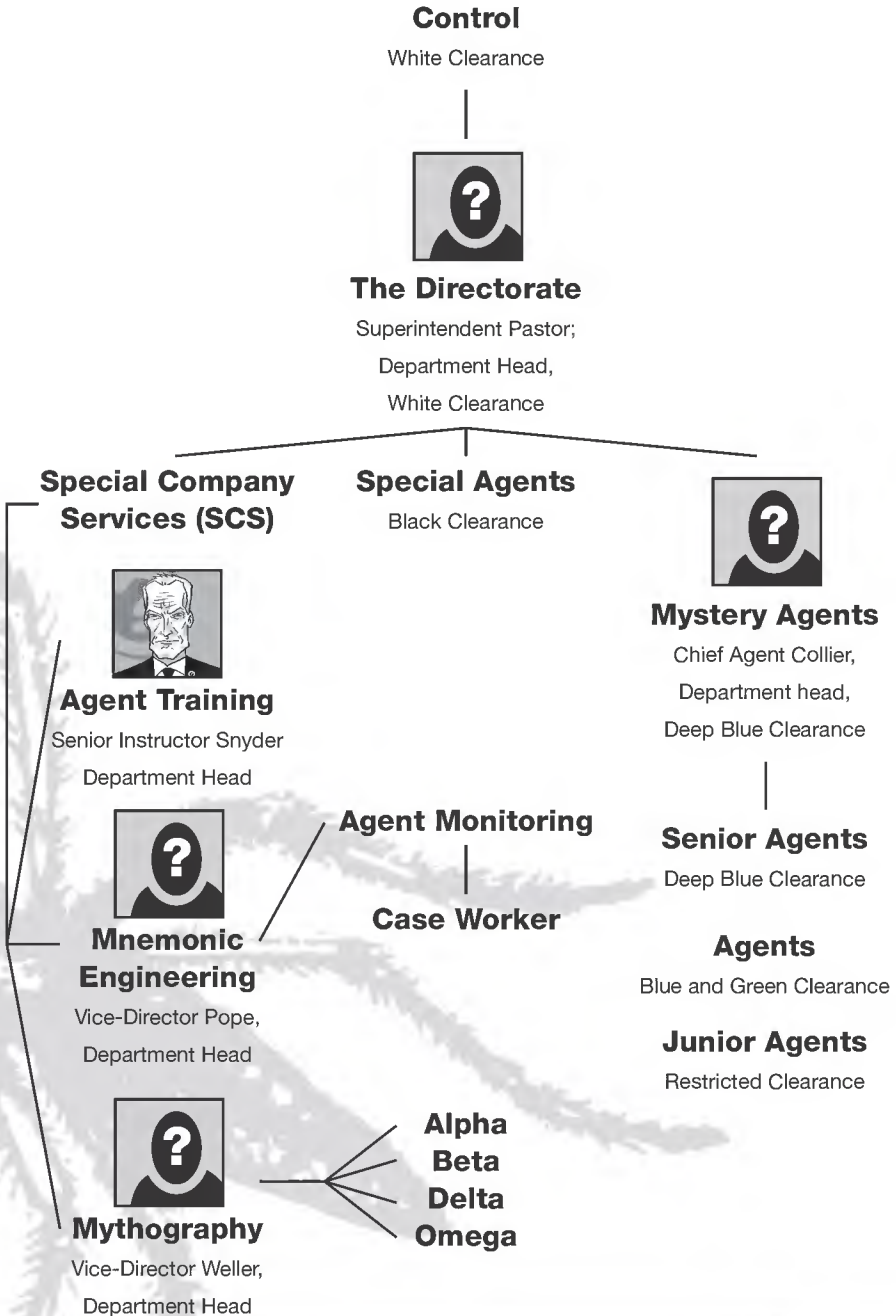 Control
White Clearance
?
The Directorate
Superintendent Pastor;
Department Head,
White Clearance
Special Company
Services (SCS)
Special Agents
Black Clearance
?
Mystery Agents
Chief Agent Collier,
Department head,
Deep Blue Clearance
Agent Training
Senior Instructor Snyder
Department Head
?
Mnemonic
Engineering
Vice-Director Pope,
Department Head
Agent Monitoring
Case Worker
Senior Agents
Deep Blue Clearance
Agents
Blue and Green Clearance
Junior Agents
Restricted Clearance
?
Mythography
Vice-Director Weller,
Department Head
Alpha
Beta
Delta
Omega